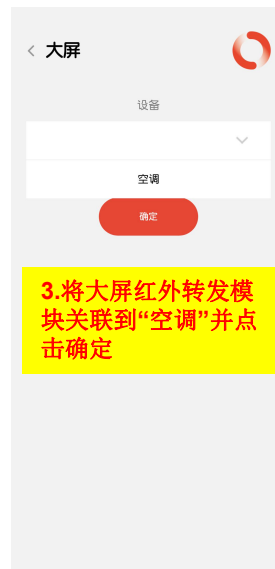 大屏
设备
空调
确定
3.将大屏红外转发模
块关联到“空调”并点
击确定